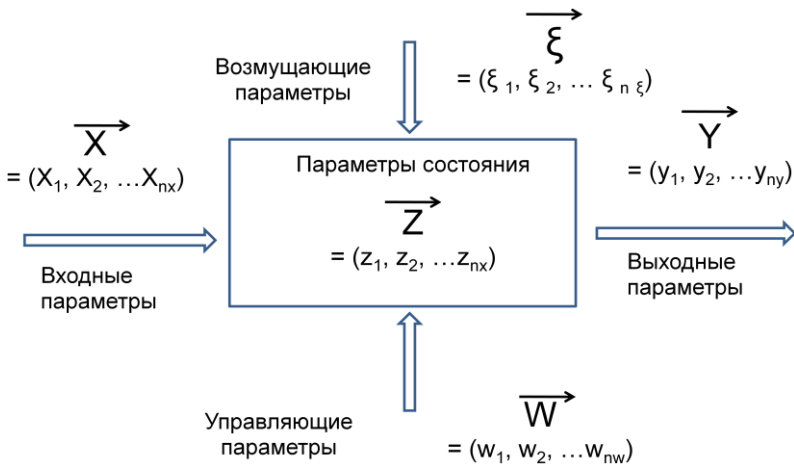 Возмущающие
параметры
ξ
= (ξ 1, ξ 2, … ξ n ξ)
X
= (X1, X2, …Xnx)
Y
= (y1, y2, …yny)
Параметры состояния
Z
= (z1, z2, …znx)
Входные
параметры
Выходные
параметры
Управляющие
параметры
W
= (w1, w2, …wnw)